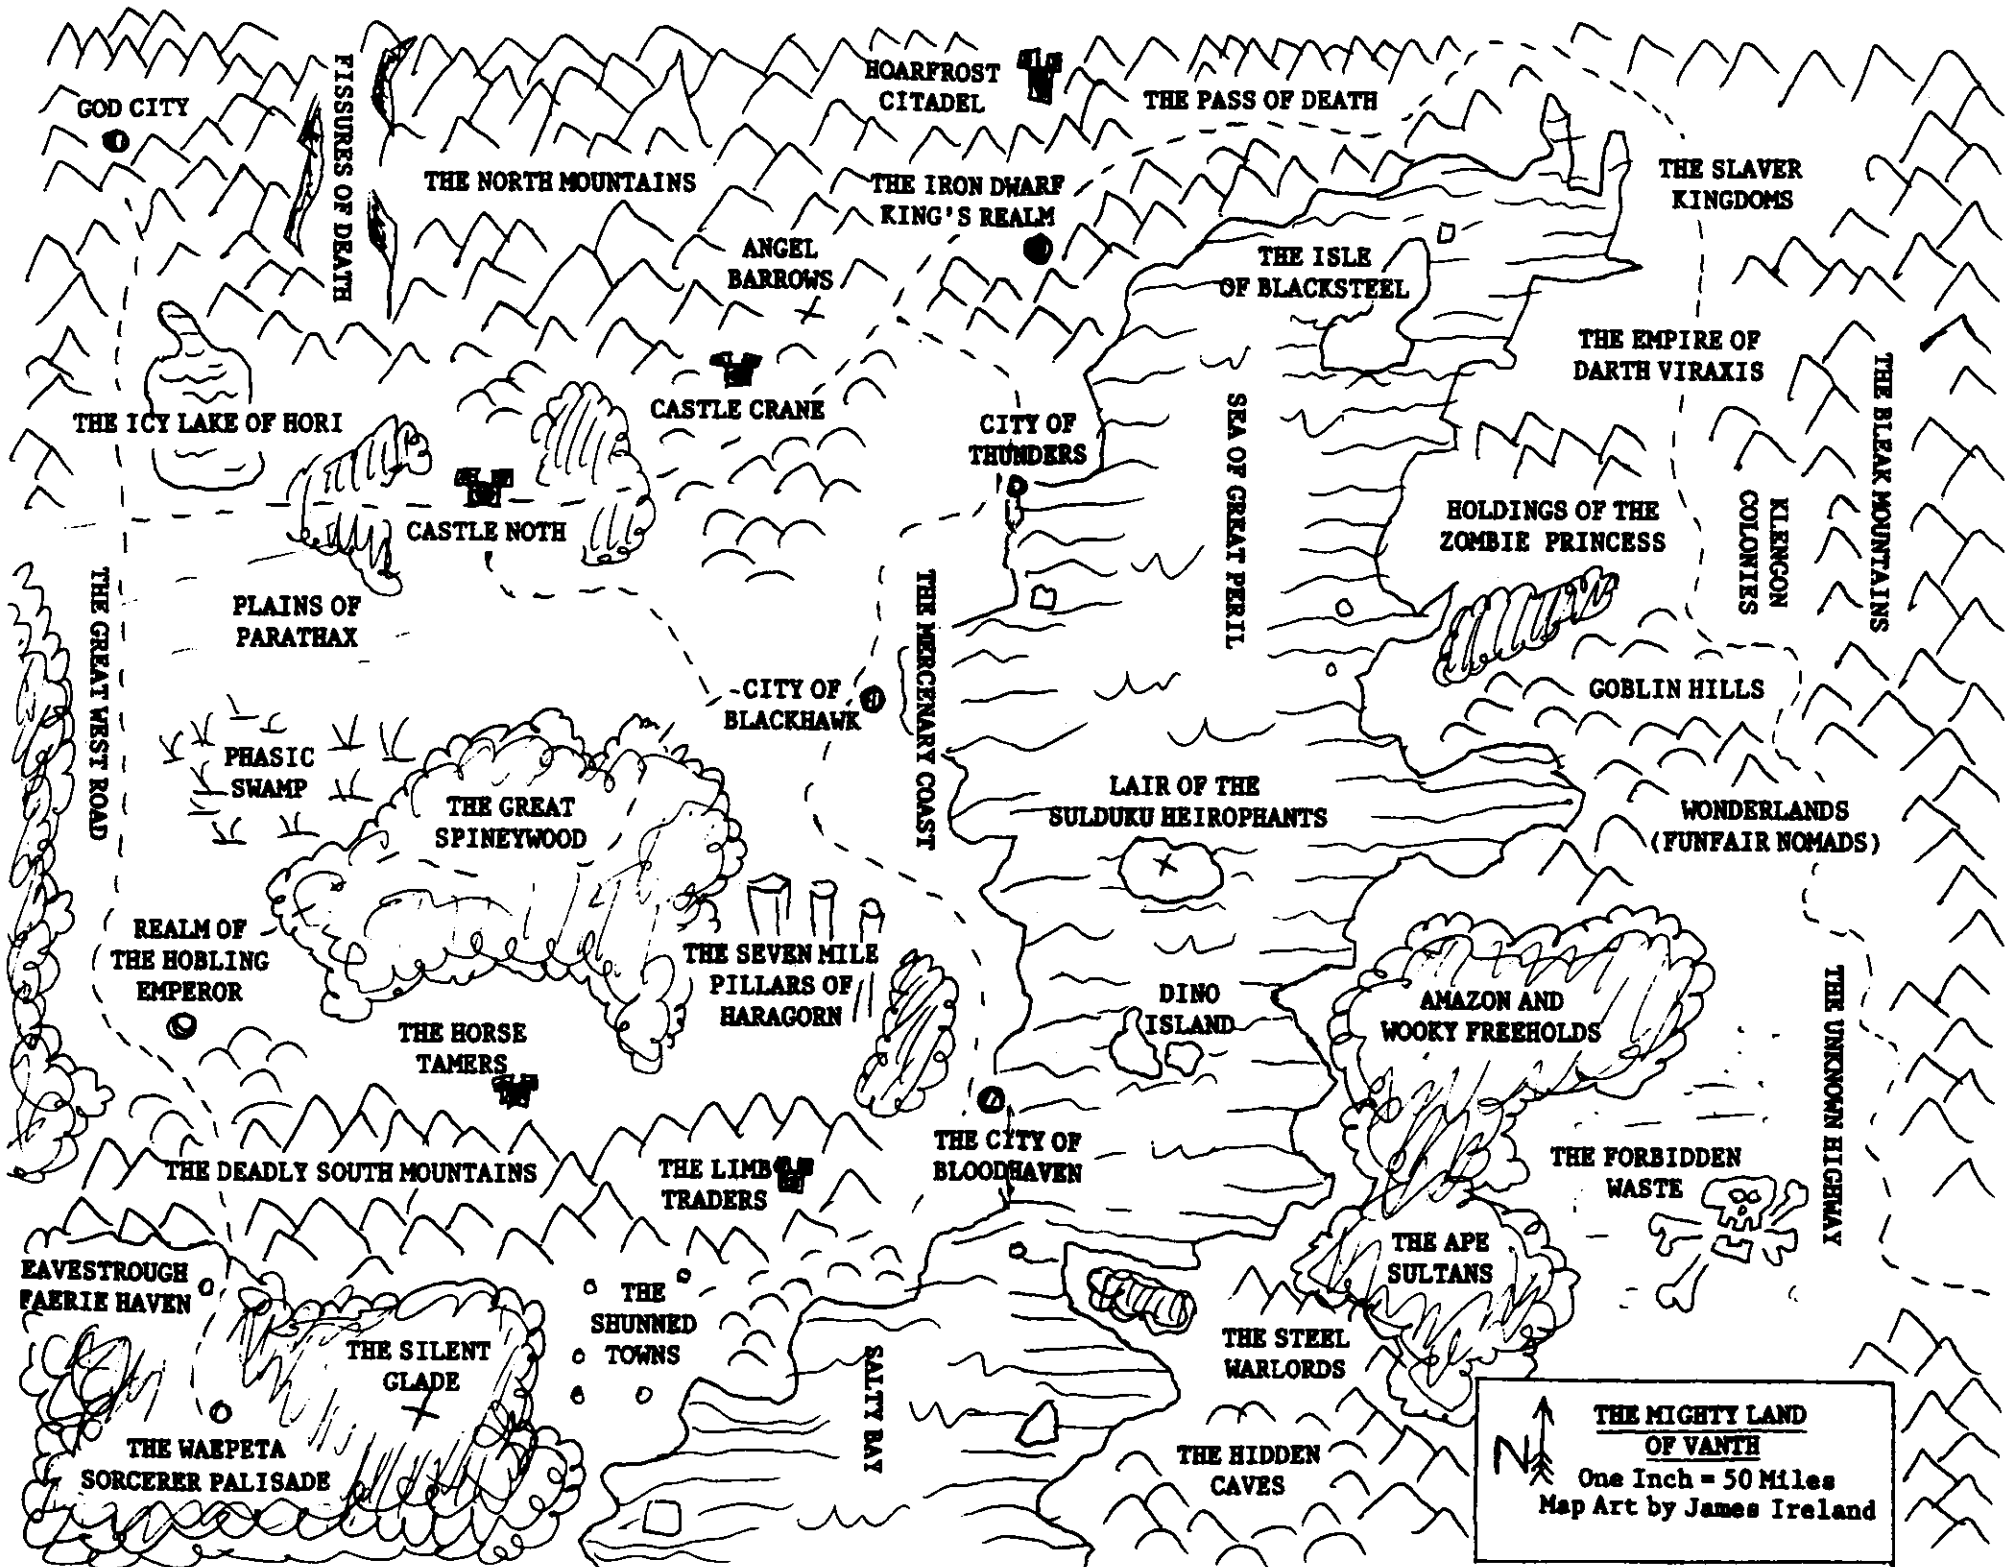 HOARFROST
CITADEL
GOD CITY
FISSURES OF DEATH
THE PASS OF DEATH
THE NORTH MOUNTAINS
THE IRON DWARF
KING'S REALM
THE SLAVER
KINGDOMS
ANGEL
BARROWS
THE ISLE
OF BLACKSTEEL
THE EMPIRE OF
DARTH VIRAXIS
THE BLEAK MOUNTAINS
THE ICY LAKE OF HORI
CASTLE CRANE
CITY OF
THUNDERS
SEA OF GREAT PERIL
CASTLE NOTH
HOLDINGS OF THE
ZOMBIE PRINCESS
KLENGON
COLONIES
THE GREAT WEST ROAD
PLAINS OF
PARATHAX
THE MERCENARY COAST
CITY OF
BLACKHAWK
GOBLIN HILLS
PHASIC
SWAMP
THE GREAT
SPINEYWOOD
LAIR OF THE
SULDUKU HEIROPHANTS
WONDERLANDS
(FUNFAIR NOMADS)
REALM OF
THE HOBLING
EMPEROR
THE SEVEN MILE
PILLARS OF
HARAGORN
DINO
ISLAND
AMAZON AND
WOOKY FREEHOLDS
THE UNKNOWN HIGHWAY
THE HORSE
TAMERS
THE CITY OF
BLOODHAVEN
THE DEADLY SOUTH MOUNTAINS
THE LIMB
TRADERS
THE FORBIDDEN
WASTE
EAVESTROUGH
FAERIE HAVEN
THE
SHUNNED
TOWNS
THE APE
SULTANS
THE SILENT
GLADE
SALTY BAY
THE STEEL
WARLORDS
THE WAEPETA
SORCERER PALISADE
THE HIDDEN
CAVES
N
THE MIGHTY LAND
OF VANTH
One Inch = 50 Miles
Map Art by James Ireland